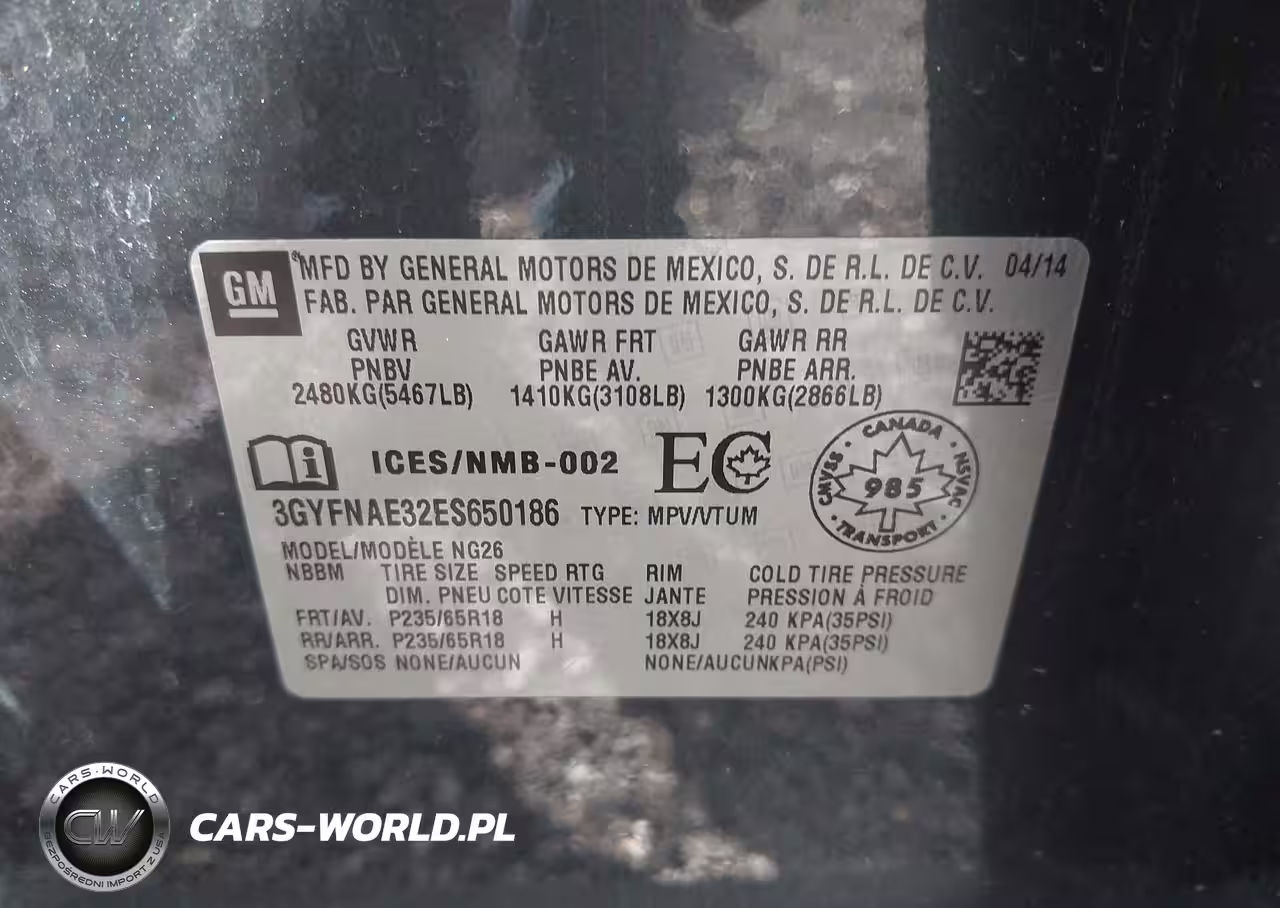 GM
MFD BY GENERAL MOTORS DE MEXICO, S. DE R.L. DE C.V. 04/14
FAB. PAR GENERAL MOTORS DE MEXICO, S. DE R.L. DE C.V.
GVWR GAWR FRT GAWR RR
PNBV PNBE AV. PNBE ARR.
2480KG(5467LB) 1410KG(3108LB) 1300KG(2866LB)
i ICES/NMB-002 EC
CANADA
CMVSS 985 NSVAC
TRANSPORT
3GYFNAE32ES650186 TYPE: MPV/VTUM
MODEL/MODÈLE NG26
NBBM TIRE SIZE SPEED RTG RIM COLD TIRE PRESSURE
DIM. PNEU COTE VITESSE JANTE PRESSION À FROID
FRT/AV. P235/65R18 H 18X8J 240 KPA(35PSI)
RR/ARR. P235/65R18 H 18X8J 240 KPA(35PSI)
SPA/SOS NONE/AUCUN NONE/AUCUNKPA(PSI)
CARS-WORLD
CW
BEZPOŚREDNI IMPORT Z USA
CARS-WORLD.PL